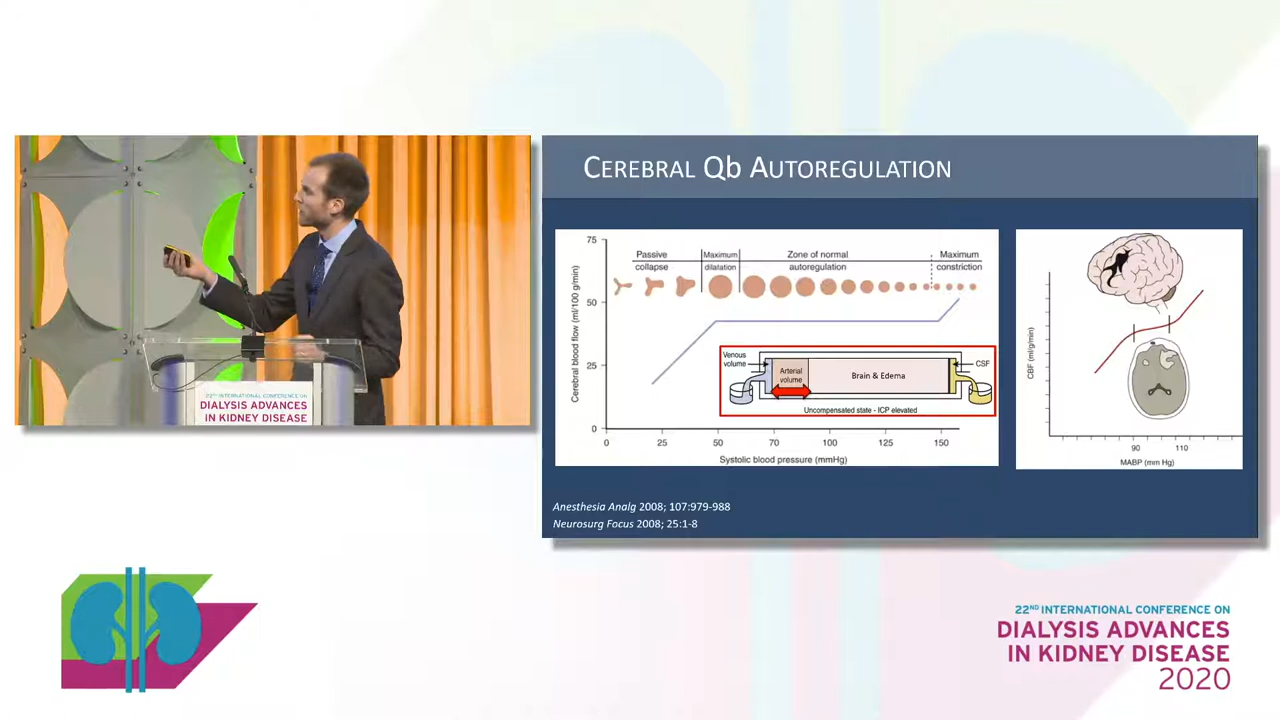 22ND INTERNATIONAL CONFERENCE ON
DIALYSIS ADVANCES
IN KIDNEY DISEASE
CEREBRAL Qb AUTOREGULATION
75
50
25
0
Cerebral blood flow (ml/100 g/min)
Passive
collapse
Maximum
dilatation
Zone of normal
autoregulation
Maximum
constriction
Venous
volume
Arterial
volume
Brain & Edema
CSF
Uncompensated state - ICP elevated
0 25 50 70 100 125 150
Systolic blood pressure (mmHg)
CBF (ml/g/min)
90 110
MABP (mm Hg)
Anesthesia Analg 2008; 107:979-988
Neurosurg Focus 2008; 25:1-8
22ND INTERNATIONAL CONFERENCE ON
DIALYSIS ADVANCES
IN KIDNEY DISEASE
2020